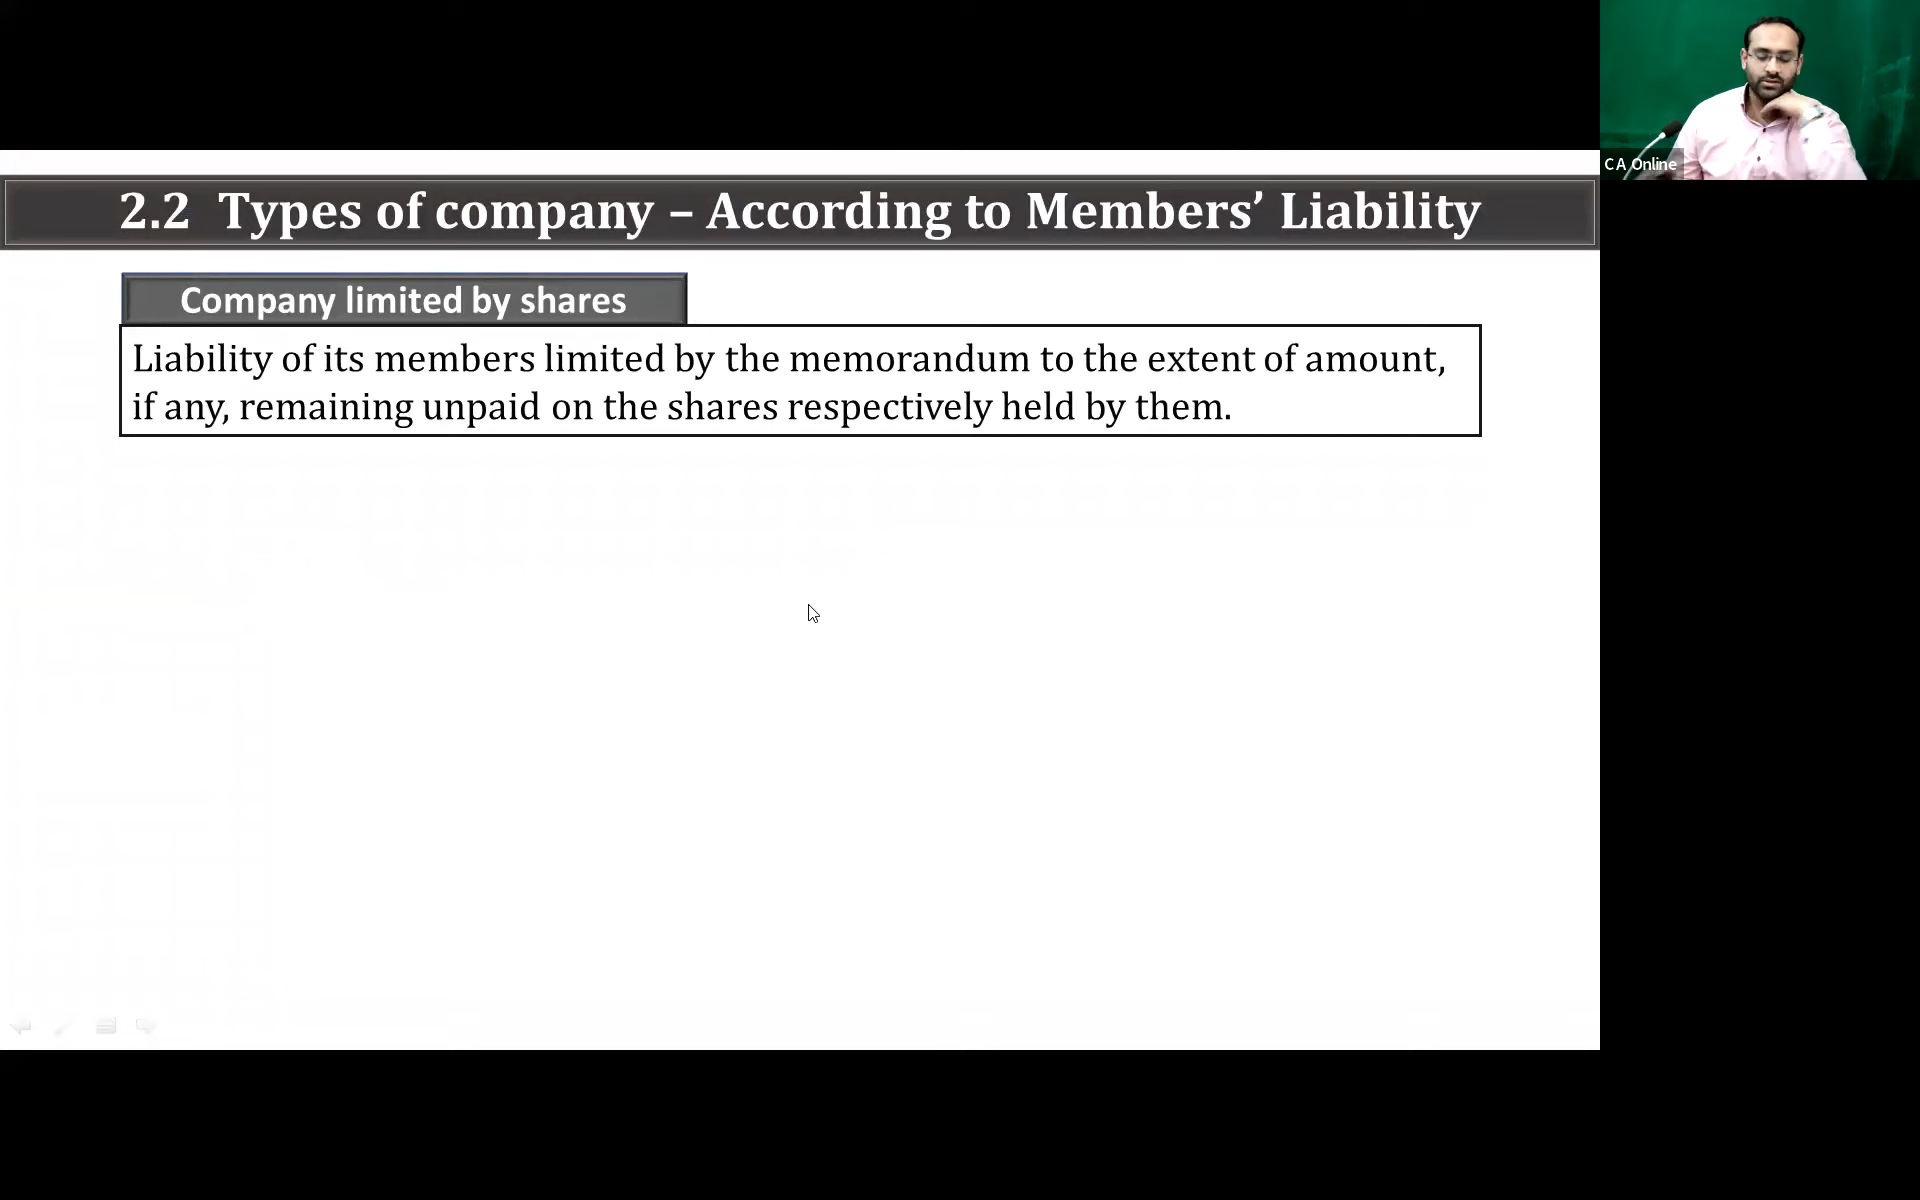 2.2 Types of company – According to Members’ Liability
Company limited by shares
Liability of its members limited by the memorandum to the extent of amount,
if any, remaining unpaid on the shares respectively held by them.
C A Online